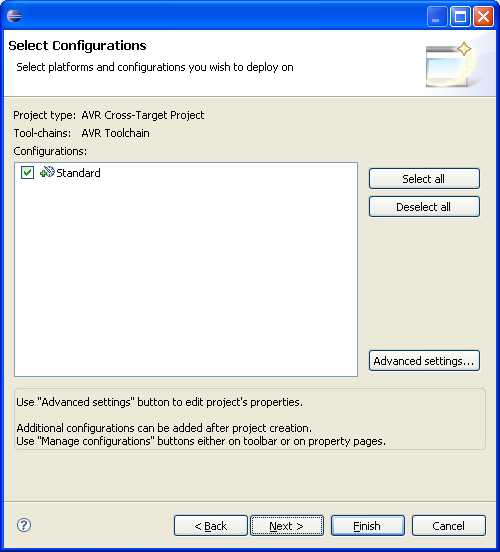 Select Configurations
Select platforms and configurations you wish to deploy on
Project type: AVR Cross-Target Project
Tool-chains: AVR Toolchain
Configurations:
Standard
Select all
Deselect all
Advanced settings...
Use "Advanced settings" button to edit project's properties.
Additional configurations can be added after project creation.
Use "Manage configurations" buttons either on toolbar or on property pages.
? < Back Next > Finish Cancel